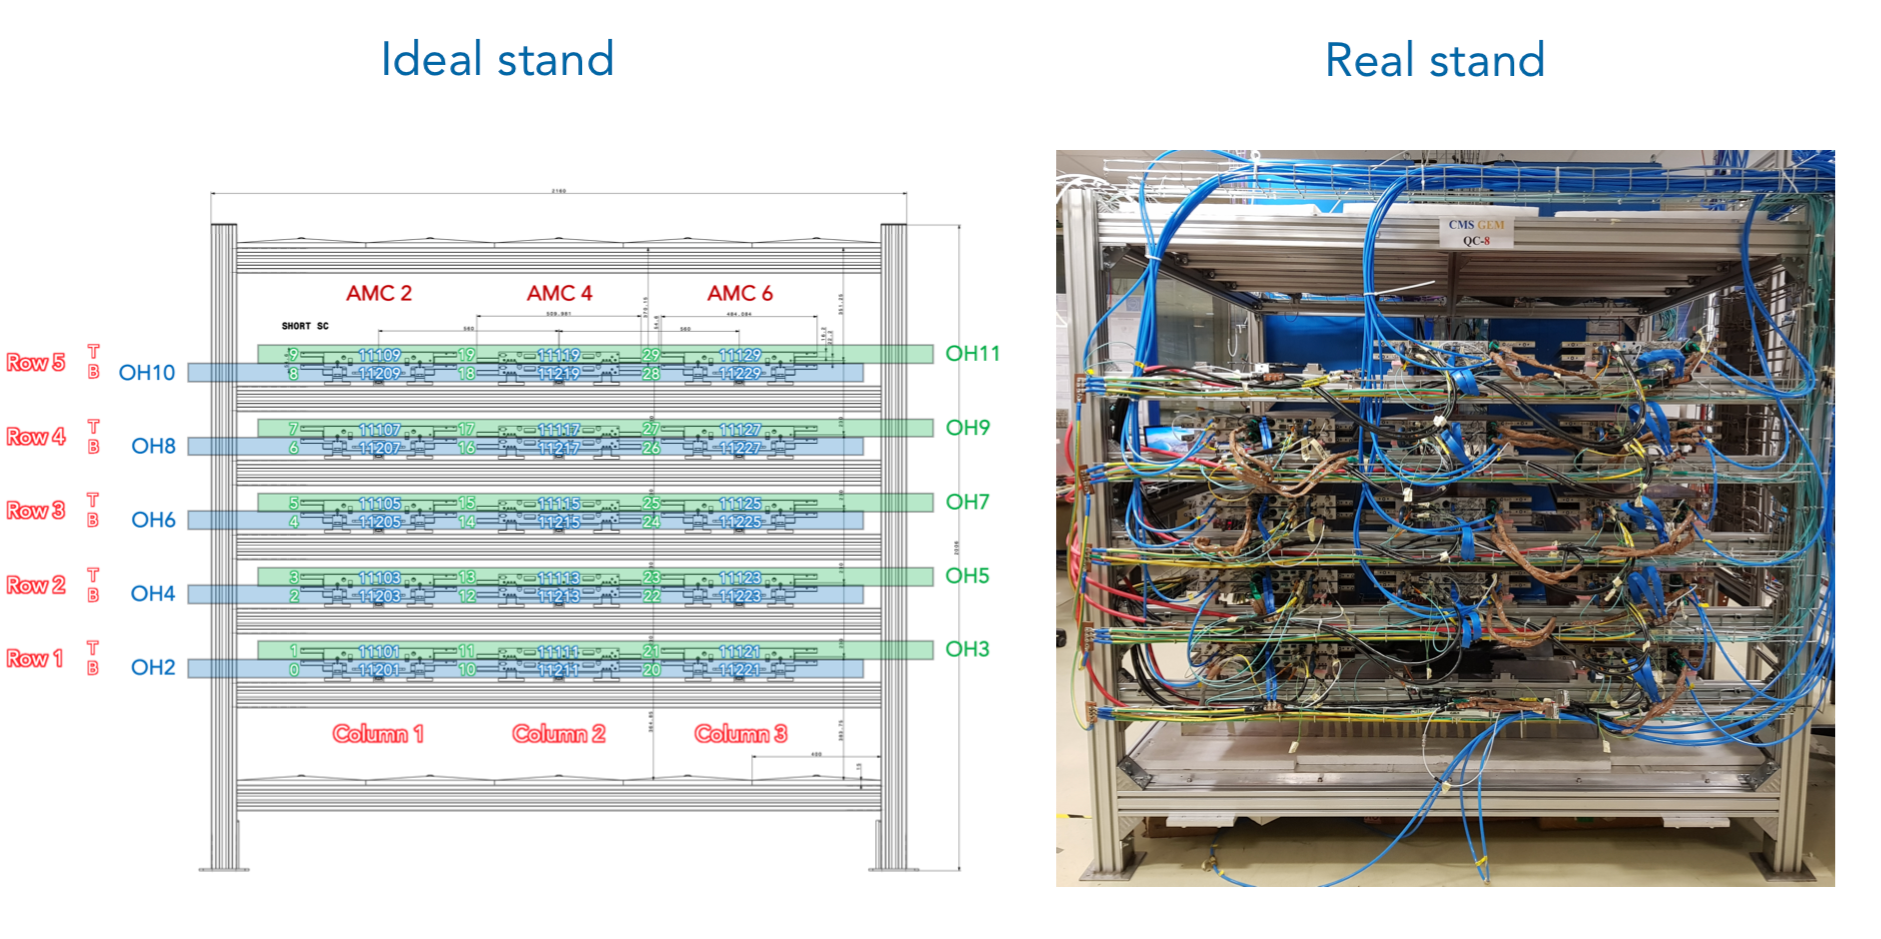 Ideal stand
Real stand
2160
AMC 2
AMC 4
AMC 6
SHORT SC
560
560
Row 5
T
B
OH10
9
11109
19
11119
29
11129
OH11
8
11209
18
11219
28
11229
Row 4
T
B
OH8
7
11107
17
11117
27
11127
OH9
6
11207
16
11217
26
11227
Row 3
T
B
OH6
5
11105
15
11115
25
11125
OH7
4
11205
14
11215
24
11225
Row 2
T
B
OH4
3
11103
13
11113
23
11123
OH5
2
11203
12
11213
22
11223
Row 1
T
B
OH2
1
11101
11
11111
21
11121
OH3
0
11201
10
11211
20
11221
Column 1
Column 2
Column 3
CMS GEM
QC-8